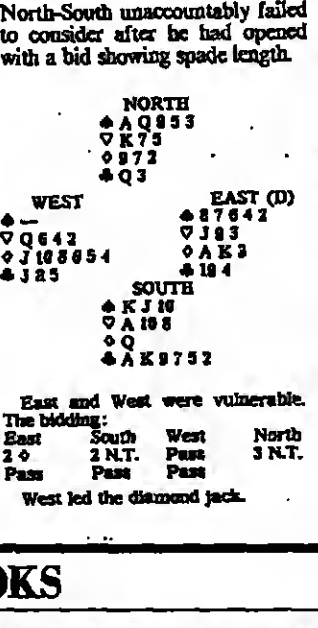 North-South unaccountably failed
to consider after he had opened
with a bid showing spade length.
NORTH
♠ A Q 9 5 3
♡ K 7 5
◇ 9 7 2
♣ Q 3
WEST
♠ —
♡ Q 6 4 2
◇ J 10 8 6 5 4
♣ J 8 5
EAST (D)
♠ 8 7 6 4 2
♡ J 9 3
◇ A K 3
♣ 10 4
SOUTH
♠ K J 10
♡ A 10 8
◇ Q
♣ A K 9 7 5 2
East and West were vulnerable.
The bidding:
East South West North
2 ◇ 2 N.T. Pass 3 N.T.
Pass Pass Pass
West led the diamond jack.
OKS